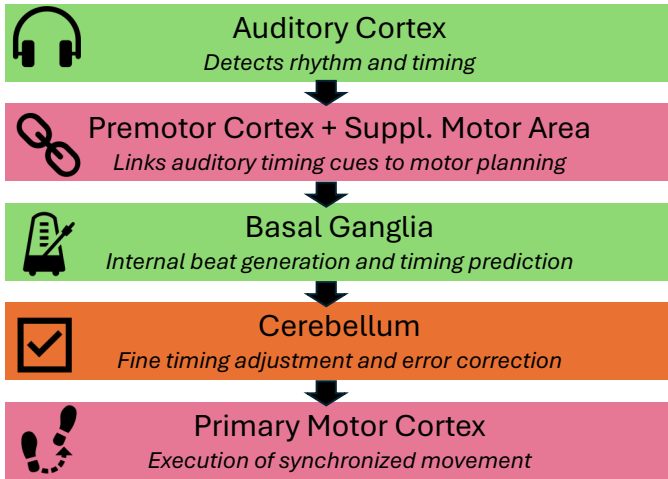 Auditory Cortex
Detects rhythm and timing
Premotor Cortex + Suppl. Motor Area
Links auditory timing cues to motor planning
Basal Ganglia
Internal beat generation and timing prediction
Cerebellum
Fine timing adjustment and error correction
Primary Motor Cortex
Execution of synchronized movement